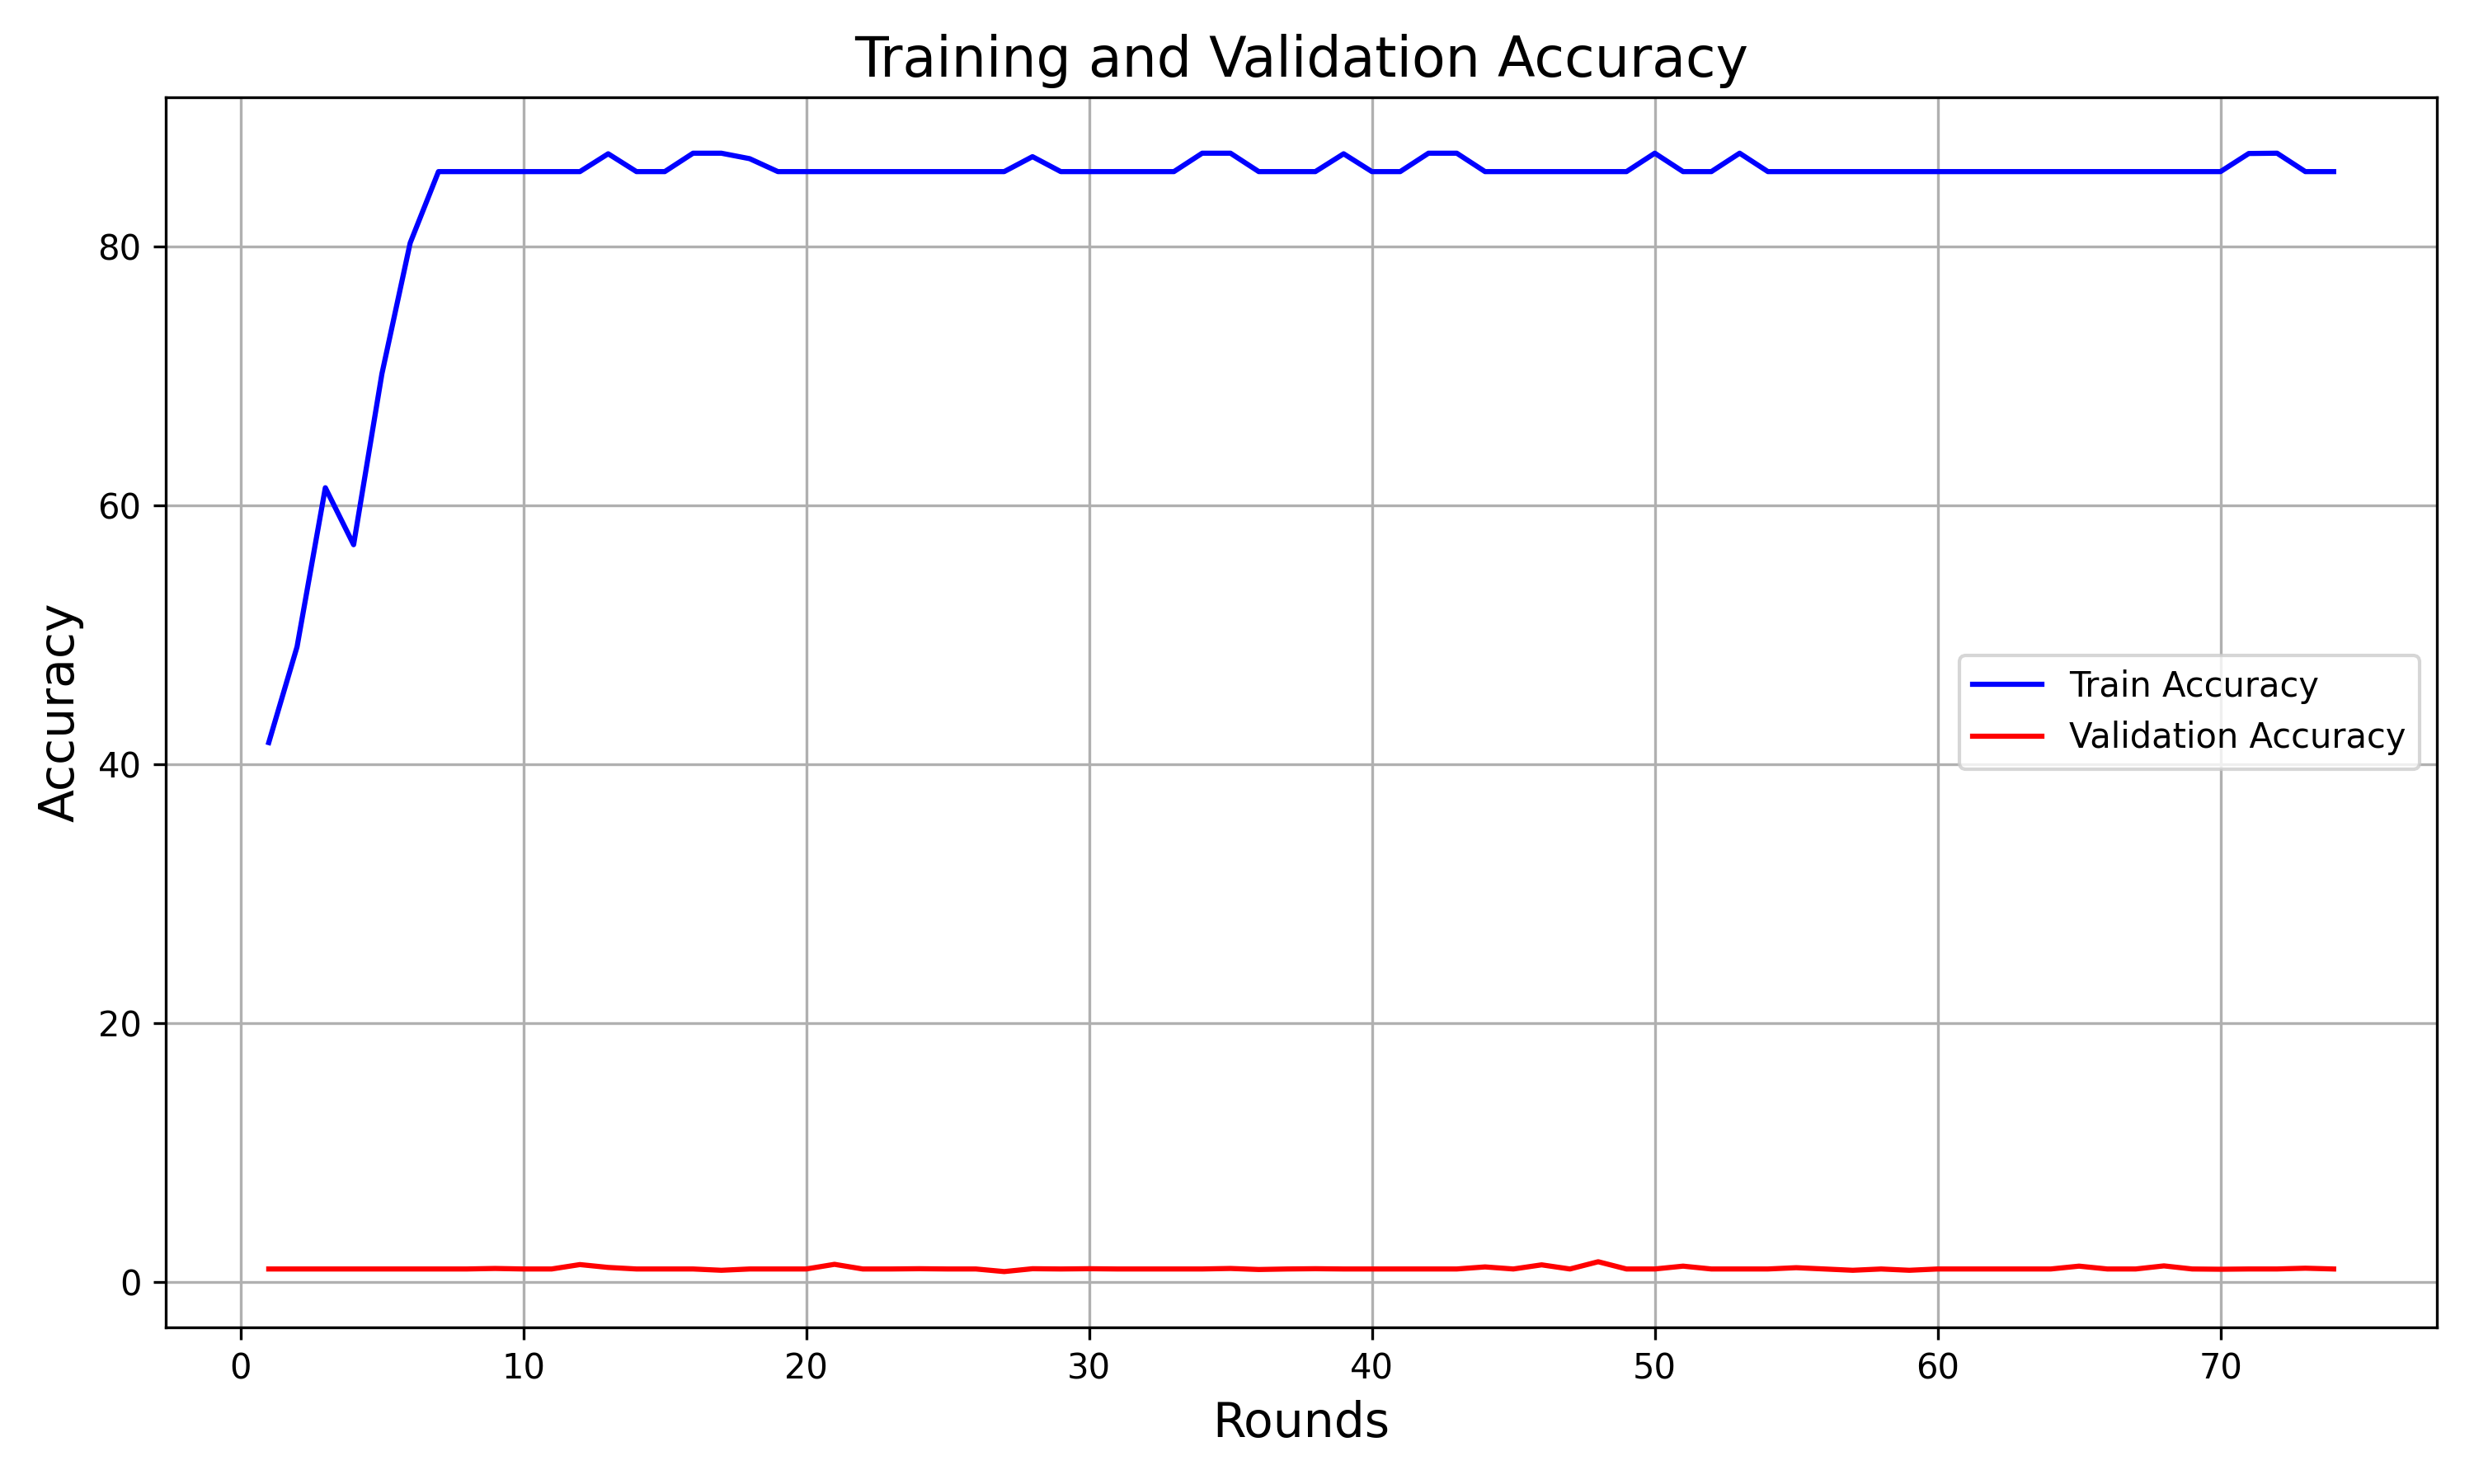 Training and Validation Accuracy
80
60
40
20
0
Accuracy
Train Accuracy
Validation Accuracy
0 10 20 30 40 50 60 70
Rounds